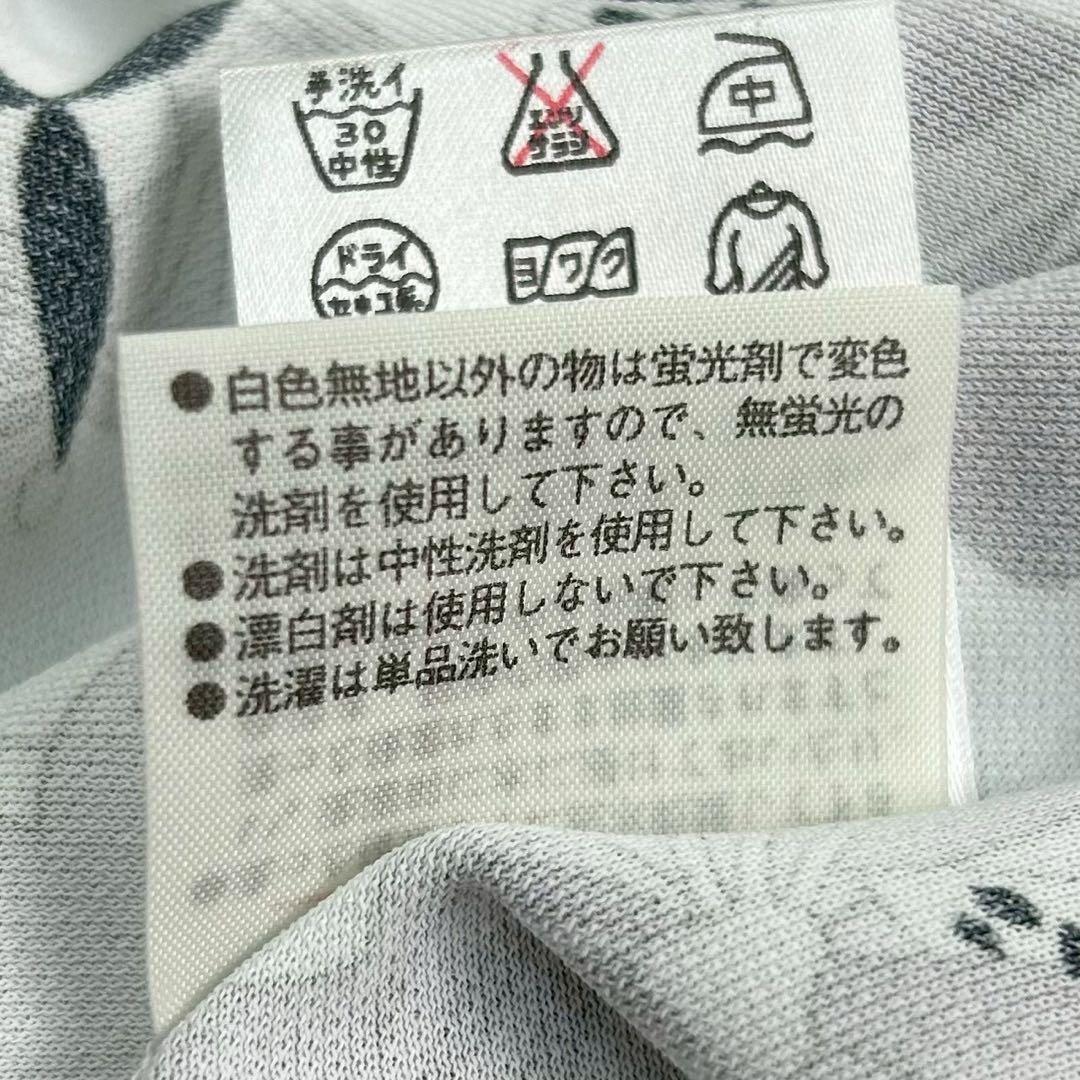 手洗イ
30
中性
エンソ
サラシ
中
ドライ
セキユ系
ヨワク
●白色無地以外の物は蛍光剤で変色
する事がありますので、無蛍光の
洗剤を使用して下さい。
●洗剤は中性洗剤を使用して下さい。
●漂白剤は使用しないで下さい。
●洗濯は単品洗いでお願い致します。